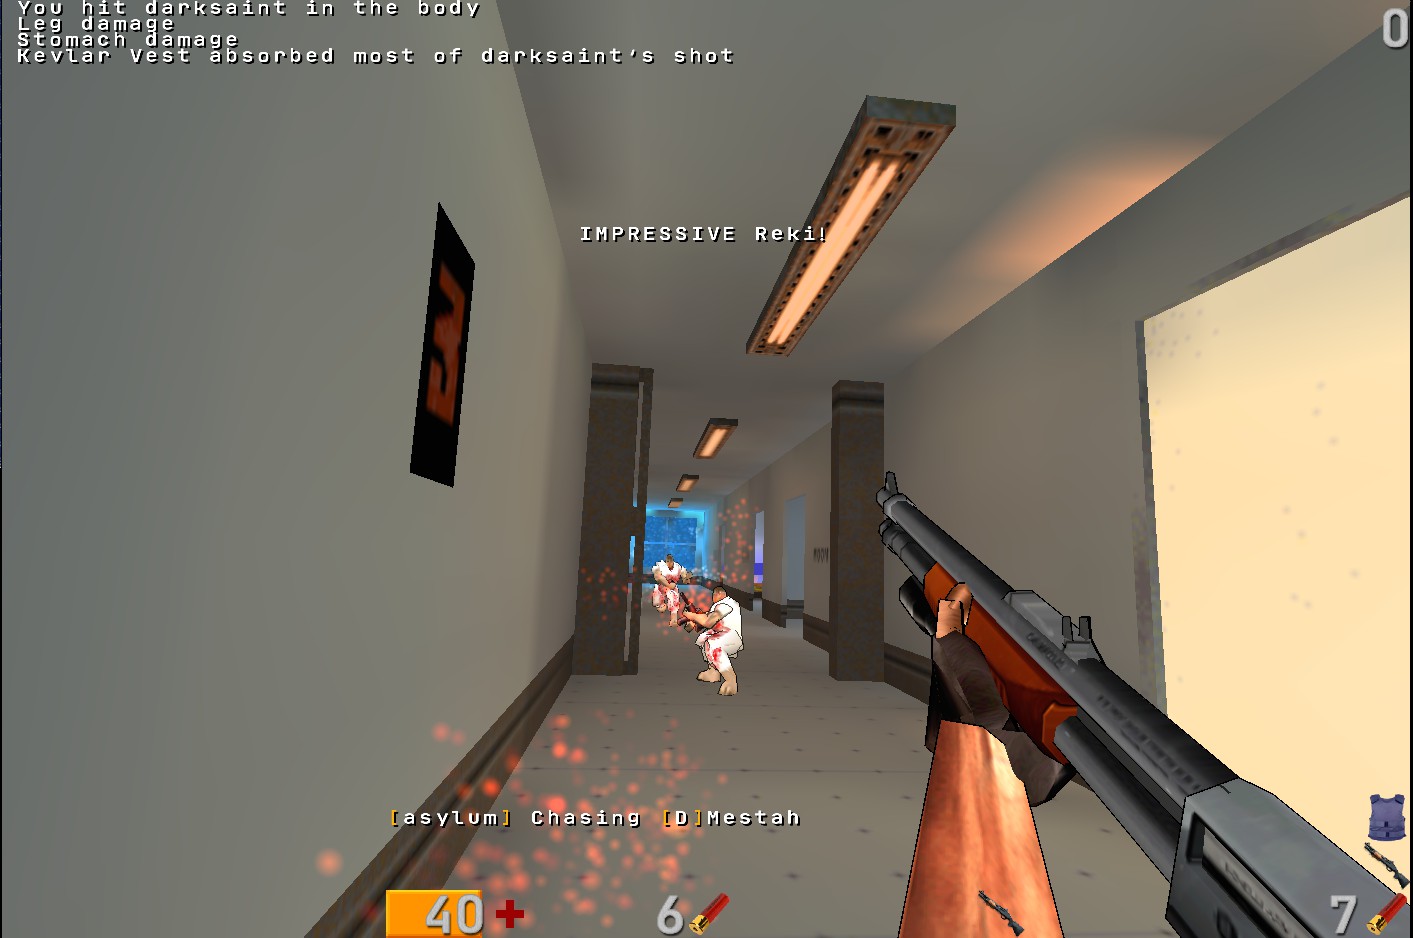 You hit darksaint in the body
Leg damage
Stomach damage
Kevlar Vest absorbed most of darksaint's shot
0
IMPRESSIVE Reki!
[asylum] Chasing [D]Mestah
40
6
7